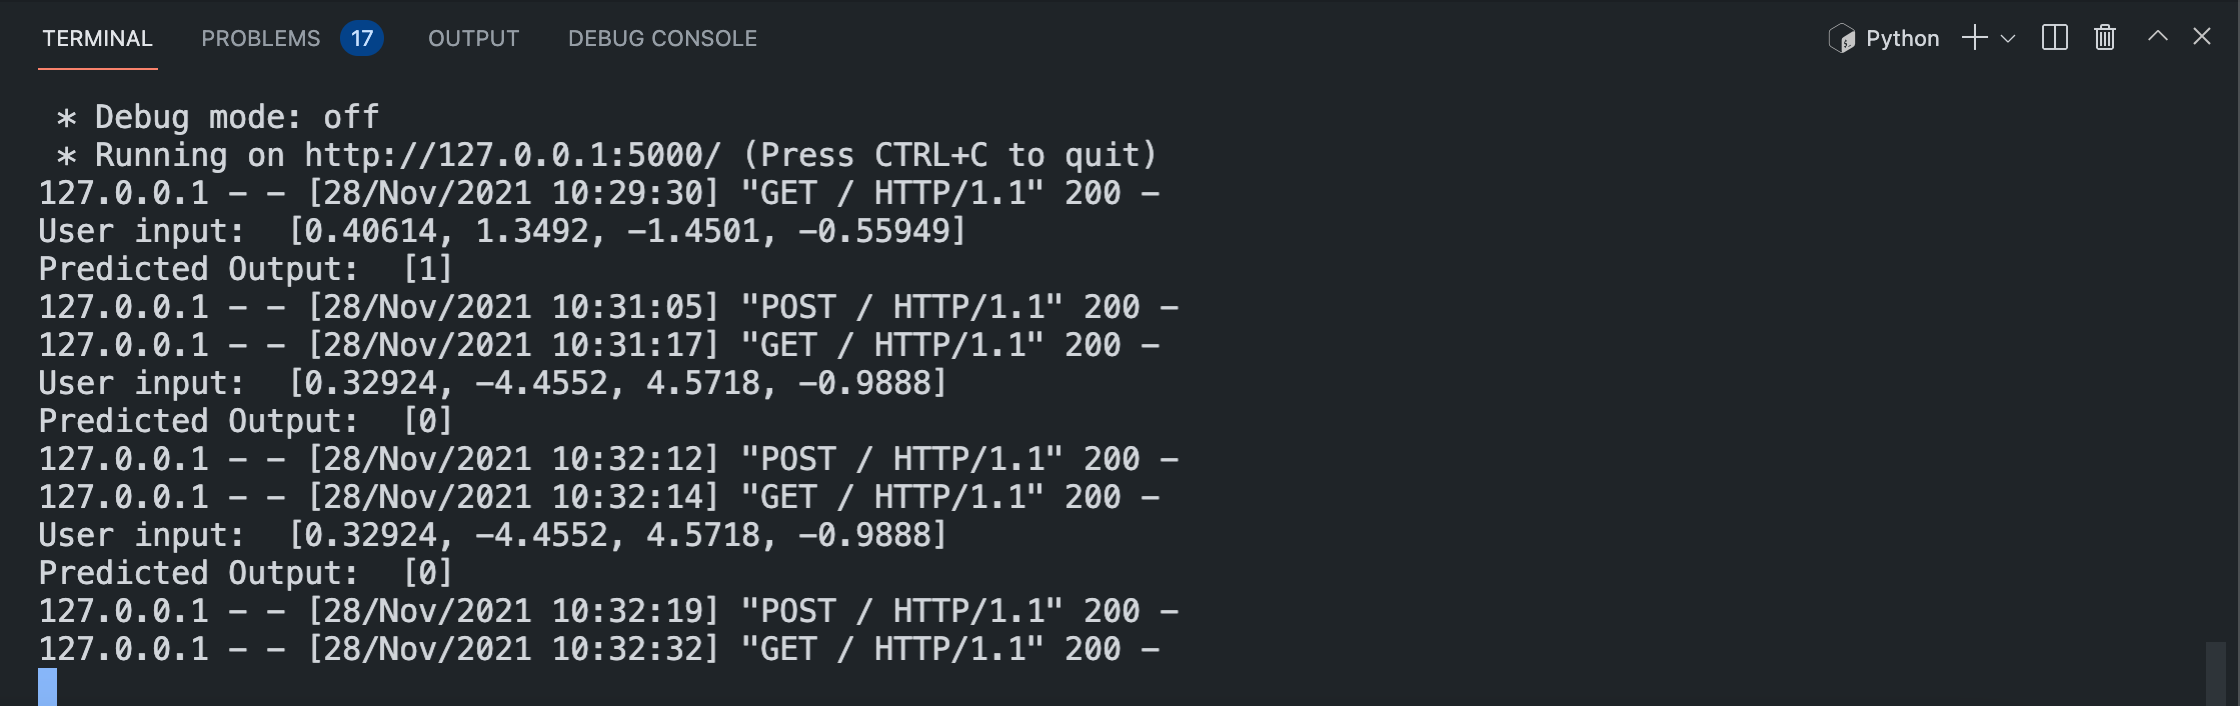 TERMINAL PROBLEMS 17 OUTPUT DEBUG CONSOLE Python
* Debug mode: off
* Running on http://127.0.0.1:5000/ (Press CTRL+C to quit)
127.0.0.1 - - [28/Nov/2021 10:29:30] "GET / HTTP/1.1" 200 -
User input:  [0.40614, 1.3492, -1.4501, -0.55949]
Predicted Output:  [1]
127.0.0.1 - - [28/Nov/2021 10:31:05] "POST / HTTP/1.1" 200 -
127.0.0.1 - - [28/Nov/2021 10:31:17] "GET / HTTP/1.1" 200 -
User input:  [0.32924, -4.4552, 4.5718, -0.9888]
Predicted Output:  [0]
127.0.0.1 - - [28/Nov/2021 10:32:12] "POST / HTTP/1.1" 200 -
127.0.0.1 - - [28/Nov/2021 10:32:14] "GET / HTTP/1.1" 200 -
User input:  [0.32924, -4.4552, 4.5718, -0.9888]
Predicted Output:  [0]
127.0.0.1 - - [28/Nov/2021 10:32:19] "POST / HTTP/1.1" 200 -
127.0.0.1 - - [28/Nov/2021 10:32:32] "GET / HTTP/1.1" 200 -